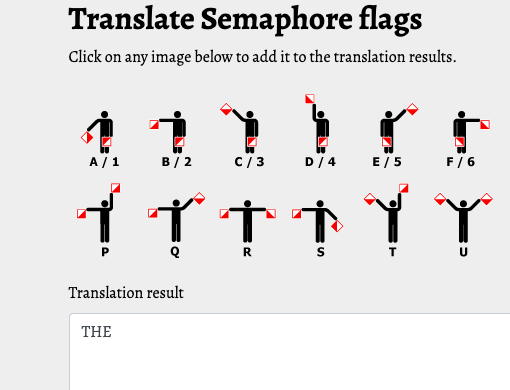 Translate Semaphore flags
Click on any image below to add it to the translation results.
A / 1 B / 2 C / 3 D / 4 E / 5 F / 6
P Q R S T U
Translation result
THE